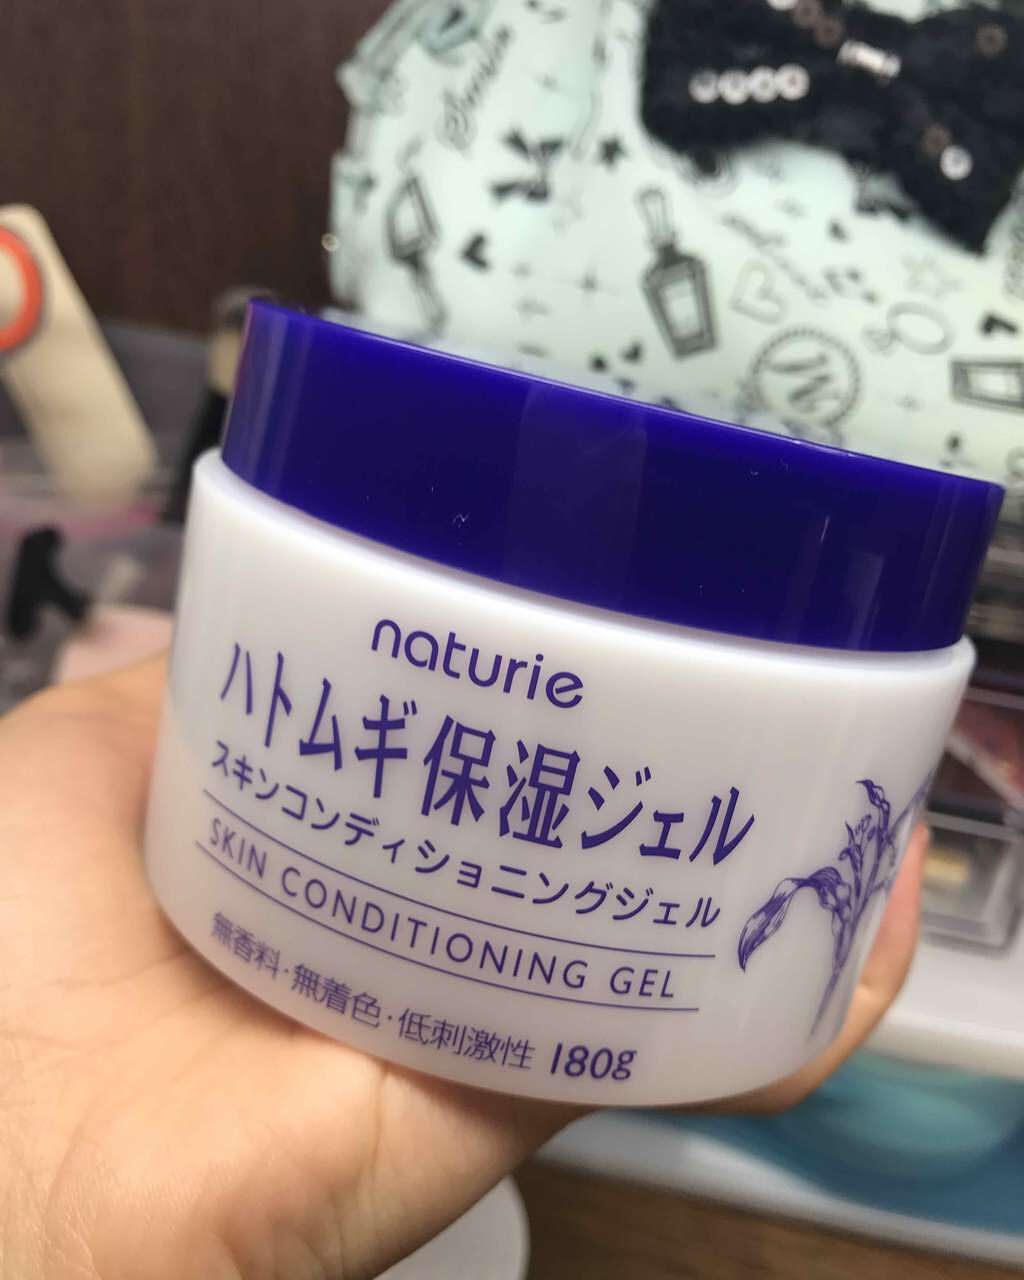 naturie
ハトムギ保湿ジェル
スキンコンディショニングジェル
SKIN CONDITIONING GEL
無香料・無着色・低刺激性 180g